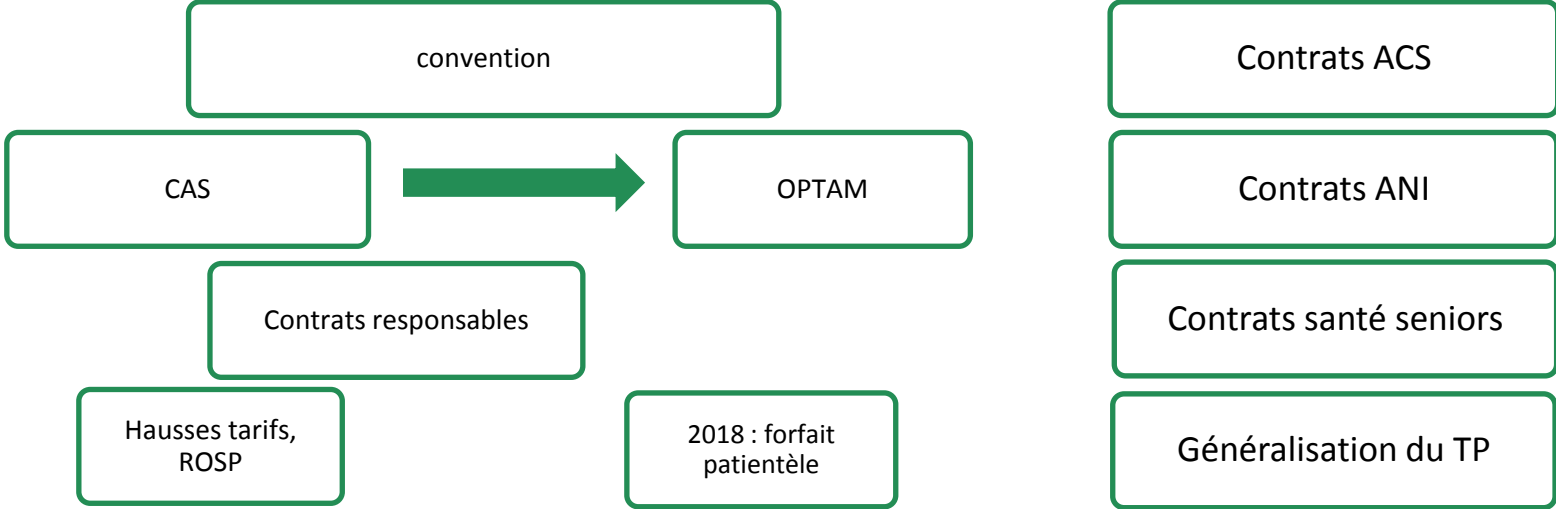 convention
Contrats ACS
CAS
OPTAM
Contrats ANI
Contrats responsables
Contrats santé seniors
Hausses tarifs,
ROSP
2018 : forfait
patientèle
Généralisation du TP